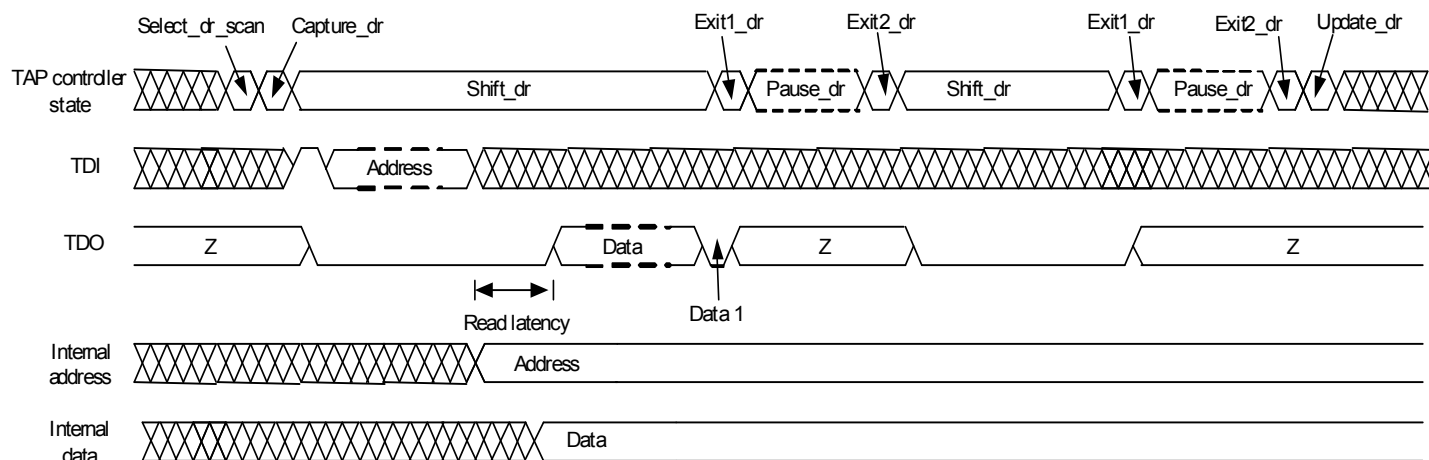 Select_dr_scan Capture_dr Exit1_dr Exit2_dr Exit1_dr Exit2_dr Update_dr
TAP controller
state
Shift_dr Pause_dr Shift_dr Pause_dr
TDI
Address
TDO
Z Data Z Z
Read latency
Data 1
Internal
address
Address
Internal
data
Data